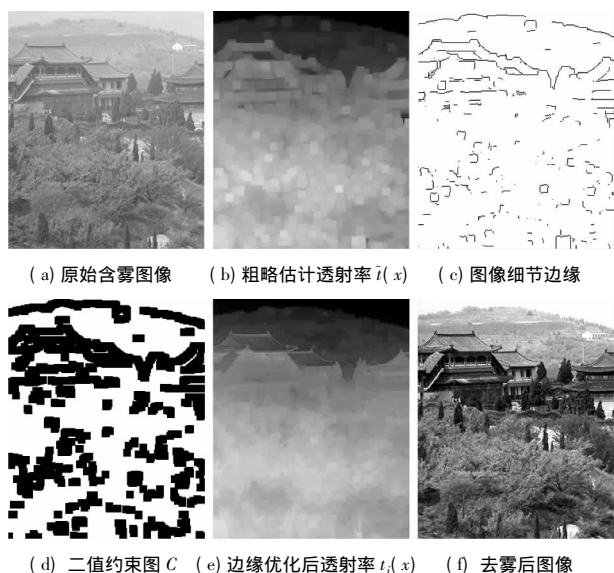 ( a) 原始含雾图像 ( b) 粗略估计透射率 t̃( x) ( c) 图像细节边缘
( d) 二值约束图 C ( e) 边缘优化后透射率 tᵢ( x) ( f) 去雾后图像